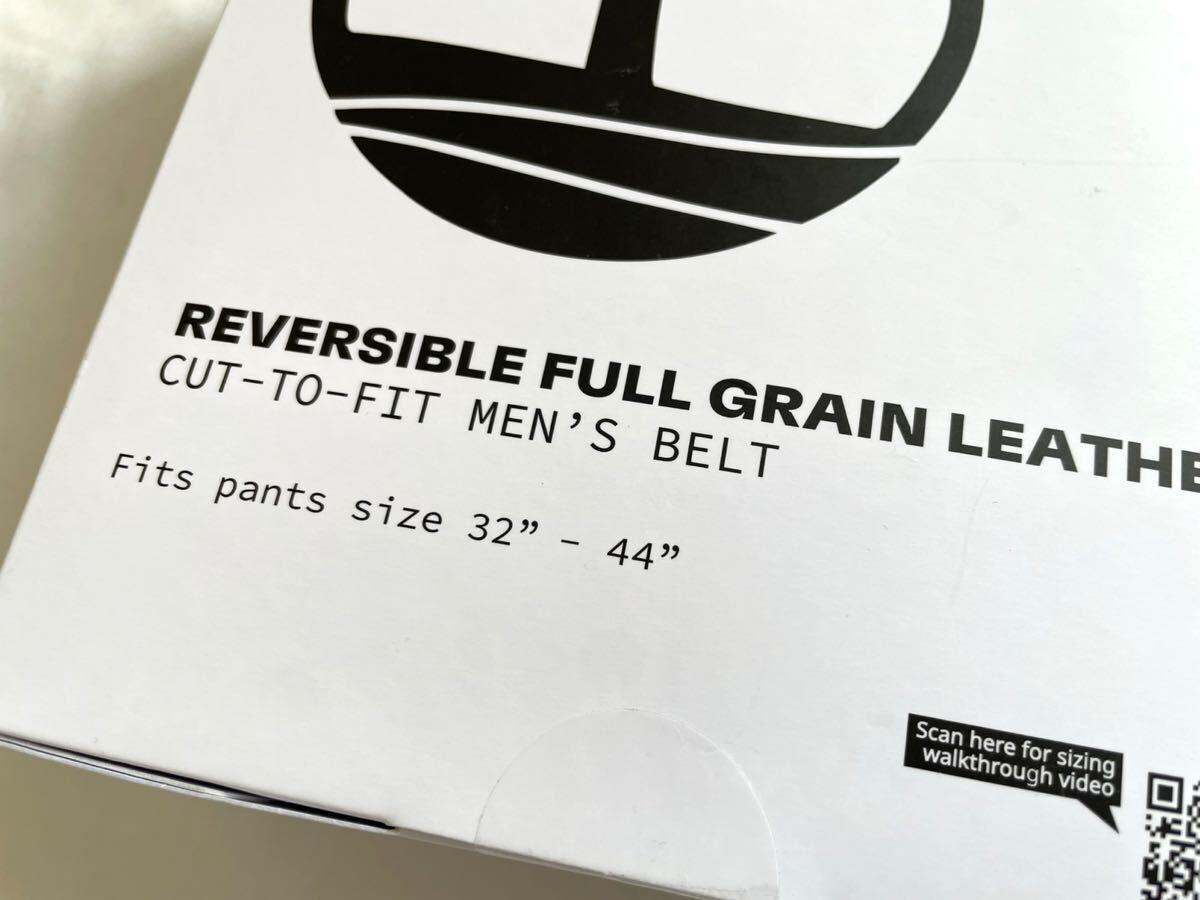 REVERSIBLE FULL GRAIN LEATHE
CUT-TO-FIT MEN’S BELT
Fits pants size 32” – 44”
Scan here for sizing
walkthrough video